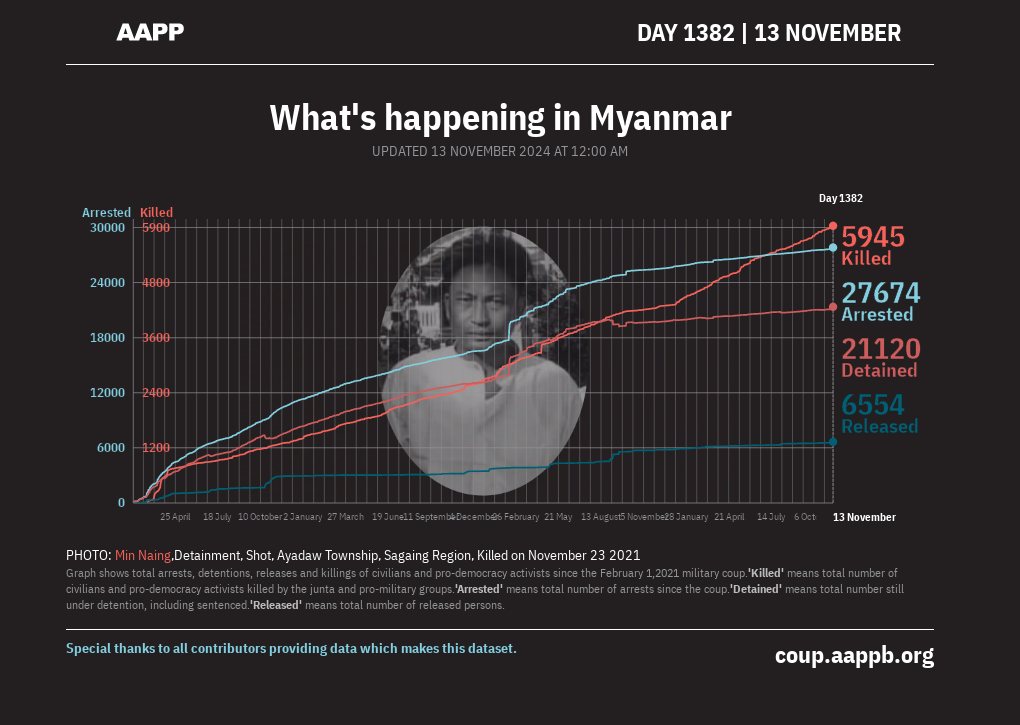 AAPP
DAY 1382 | 13 NOVEMBER
What's happening in Myanmar
UPDATED 13 NOVEMBER 2024 AT 12:00 AM
Day 1382
Arrested Killed
30000 5900
24000 4800
18000 3600
12000 2400
6000 1200
0
5945
Killed
27674
Arrested
21120
Detained
6554
Released
25 April 18 July 10 October 2 January 27 March 19 June 11 September 4 December 26 February 21 May 13 August 5 November 28 January 21 April 14 July 6 Oct 13 November
PHOTO: Min Naing,Detainment, Shot, Ayadaw Township, Sagaing Region, Killed on November 23 2021
Graph shows total arrests, detentions, releases and killings of civilians and pro-democracy activists since the February 1,2021 military coup.'Killed' means total number of
civilians and pro-democracy activists killed by the junta and pro-military groups.'Arrested' means total number of arrests since the coup.'Detained' means total number still
under detention, including sentenced.'Released' means total number of released persons.
Special thanks to all contributors providing data which makes this dataset.
coup.aappb.org